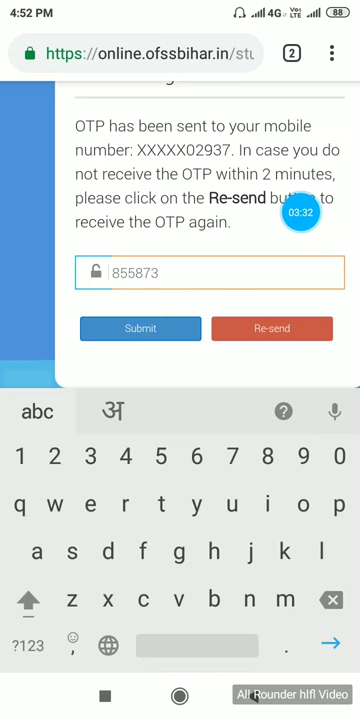 4:52 PM 4G Vo) LTE 88
https://online.ofssbihar.in/stu 2
OTP has been sent to your mobile
number: XXXXX02937. In case you do
not receive the OTP within 2 minutes,
please click on the Re-send button to
receive the OTP again.
03:32
855873
Submit Re-send
abc अ ?
1 2 3 4 5 6 7 8 9 0
q w e r t y u i o p
a s d f g h j k l
z x c v b n m
?123 , .
All Rounder hlfl Video